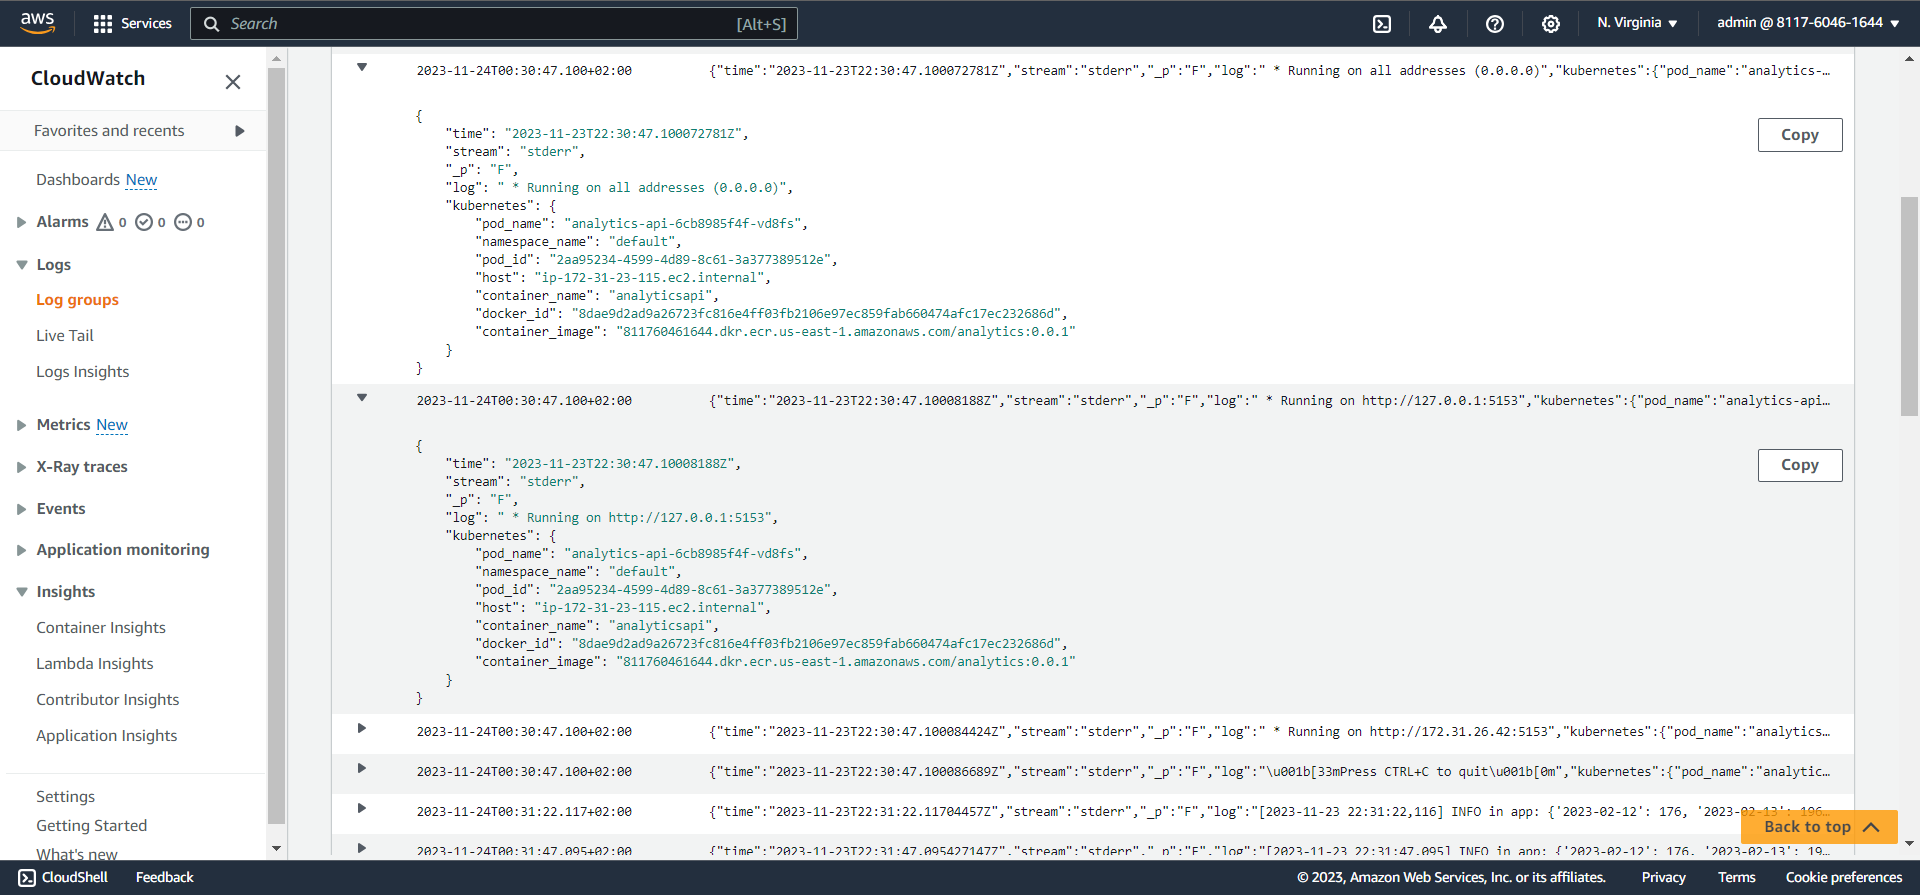 aws
Services
Search
[Alt+S]
N. Virginia
admin @ 8117-6046-1644
CloudWatch
Favorites and recents
Dashboards New
Alarms 0 0 0
Logs
Log groups
Live Tail
Logs Insights
Metrics New
X-Ray traces
Events
Application monitoring
Insights
Container Insights
Lambda Insights
Contributor Insights
Application Insights
Settings
Getting Started
What's new
2023-11-24T00:30:47.100+02:00 {"time":"2023-11-23T22:30:47.100072781Z","stream":"stderr","_p":"F","log":" * Running on all addresses (0.0.0.0)","kubernetes":{"pod_name":"analytics-…
Copy
{
"time": "2023-11-23T22:30:47.100072781Z",
"stream": "stderr",
"_p": "F",
"log": " * Running on all addresses (0.0.0.0)",
"kubernetes": {
"pod_name": "analytics-api-6cb8985f4f-vd8fs",
"namespace_name": "default",
"pod_id": "2aa95234-4599-4d89-8c61-3a377389512e",
"host": "ip-172-31-23-115.ec2.internal",
"container_name": "analyticsapi",
"docker_id": "8dae9d2ad9a26723fc816e4ff03fb2106e97ec859fab660474afc17ec232686d",
"container_image": "811760461644.dkr.ecr.us-east-1.amazonaws.com/analytics:0.0.1"
}
}
2023-11-24T00:30:47.100+02:00 {"time":"2023-11-23T22:30:47.10008188Z","stream":"stderr","_p":"F","log":" * Running on http://127.0.0.1:5153","kubernetes":{"pod_name":"analytics-api…
Copy
{
"time": "2023-11-23T22:30:47.10008188Z",
"stream": "stderr",
"_p": "F",
"log": " * Running on http://127.0.0.1:5153",
"kubernetes": {
"pod_name": "analytics-api-6cb8985f4f-vd8fs",
"namespace_name": "default",
"pod_id": "2aa95234-4599-4d89-8c61-3a377389512e",
"host": "ip-172-31-23-115.ec2.internal",
"container_name": "analyticsapi",
"docker_id": "8dae9d2ad9a26723fc816e4ff03fb2106e97ec859fab660474afc17ec232686d",
"container_image": "811760461644.dkr.ecr.us-east-1.amazonaws.com/analytics:0.0.1"
}
}
2023-11-24T00:30:47.100+02:00 {"time":"2023-11-23T22:30:47.100084424Z","stream":"stderr","_p":"F","log":" * Running on http://172.31.26.42:5153","kubernetes":{"pod_name":"analytics…
2023-11-24T00:30:47.100+02:00 {"time":"2023-11-23T22:30:47.100086689Z","stream":"stderr","_p":"F","log":"\u001b[33mPress CTRL+C to quit\u001b[0m","kubernetes":{"pod_name":"analytic…
2023-11-24T00:31:22.117+02:00 {"time":"2023-11-23T22:31:22.11704457Z","stream":"stderr","_p":"F","log":"[2023-11-23 22:31:22,116] INFO in app: {'2023-02-12': 176, '2023-02-13': 196…
2023-11-24T00:31:47.095+02:00 {"time":"2023-11-23T22:31:47.095427147Z","stream":"stderr","_p":"F","log":"[2023-11-23 22:31:47,095] INFO in app: {'2023-02-12': 176, '2023-02-13': 19…
Back to top
CloudShell
Feedback
© 2023, Amazon Web Services, Inc. or its affiliates.
Privacy
Terms
Cookie preferences